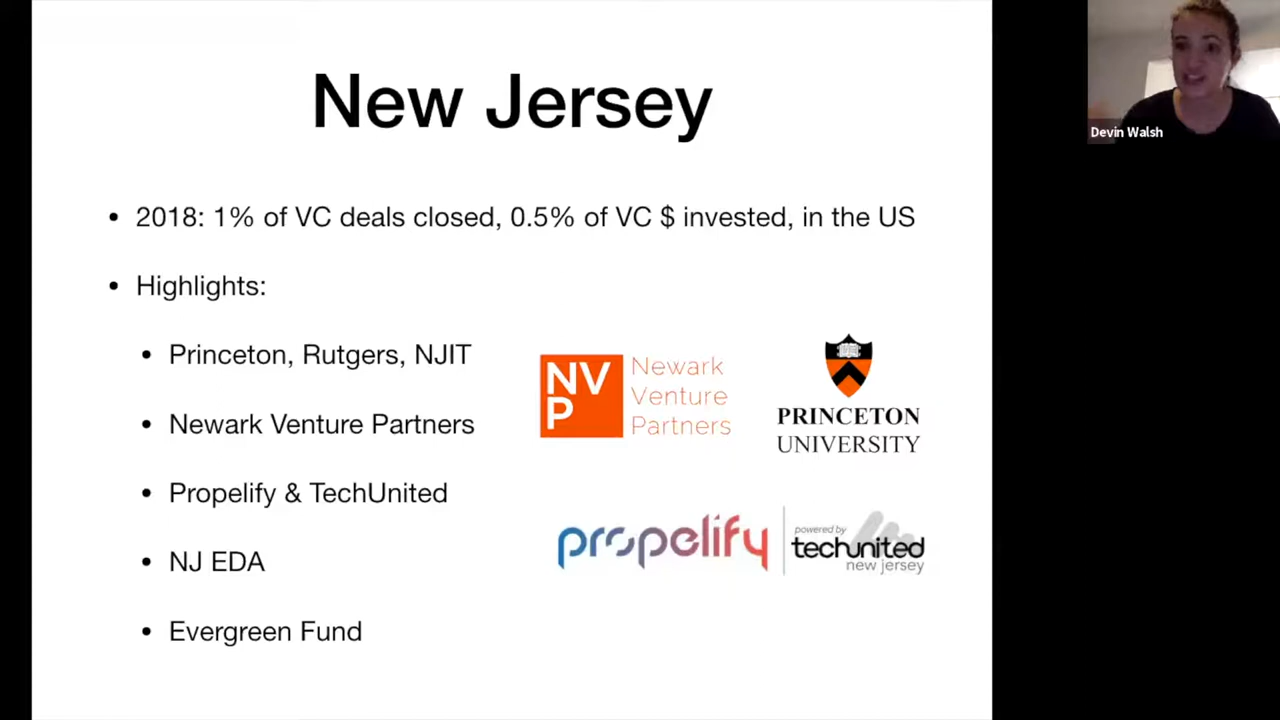 New Jersey
Devin Walsh
• 2018: 1% of VC deals closed, 0.5% of VC $ invested, in the US
• Highlights:
• Princeton, Rutgers, NJIT
• Newark Venture Partners
• Propelify & TechUnited
• NJ EDA
• Evergreen Fund
NV
P
Newark
Venture
Partners
PRINCETON
UNIVERSITY
propelify
powered by
techunited
new jersey